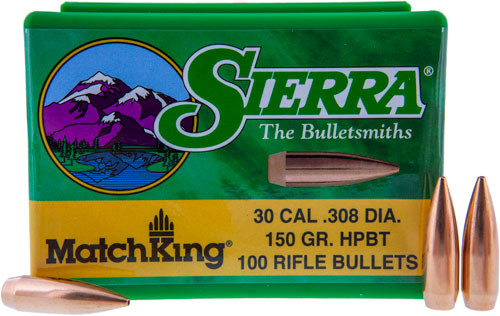 SIERRA®
The Bulletsmiths
30 CAL .308 DIA.
150 GR. HPBT
100 RIFLE BULLETS
MatchKing®